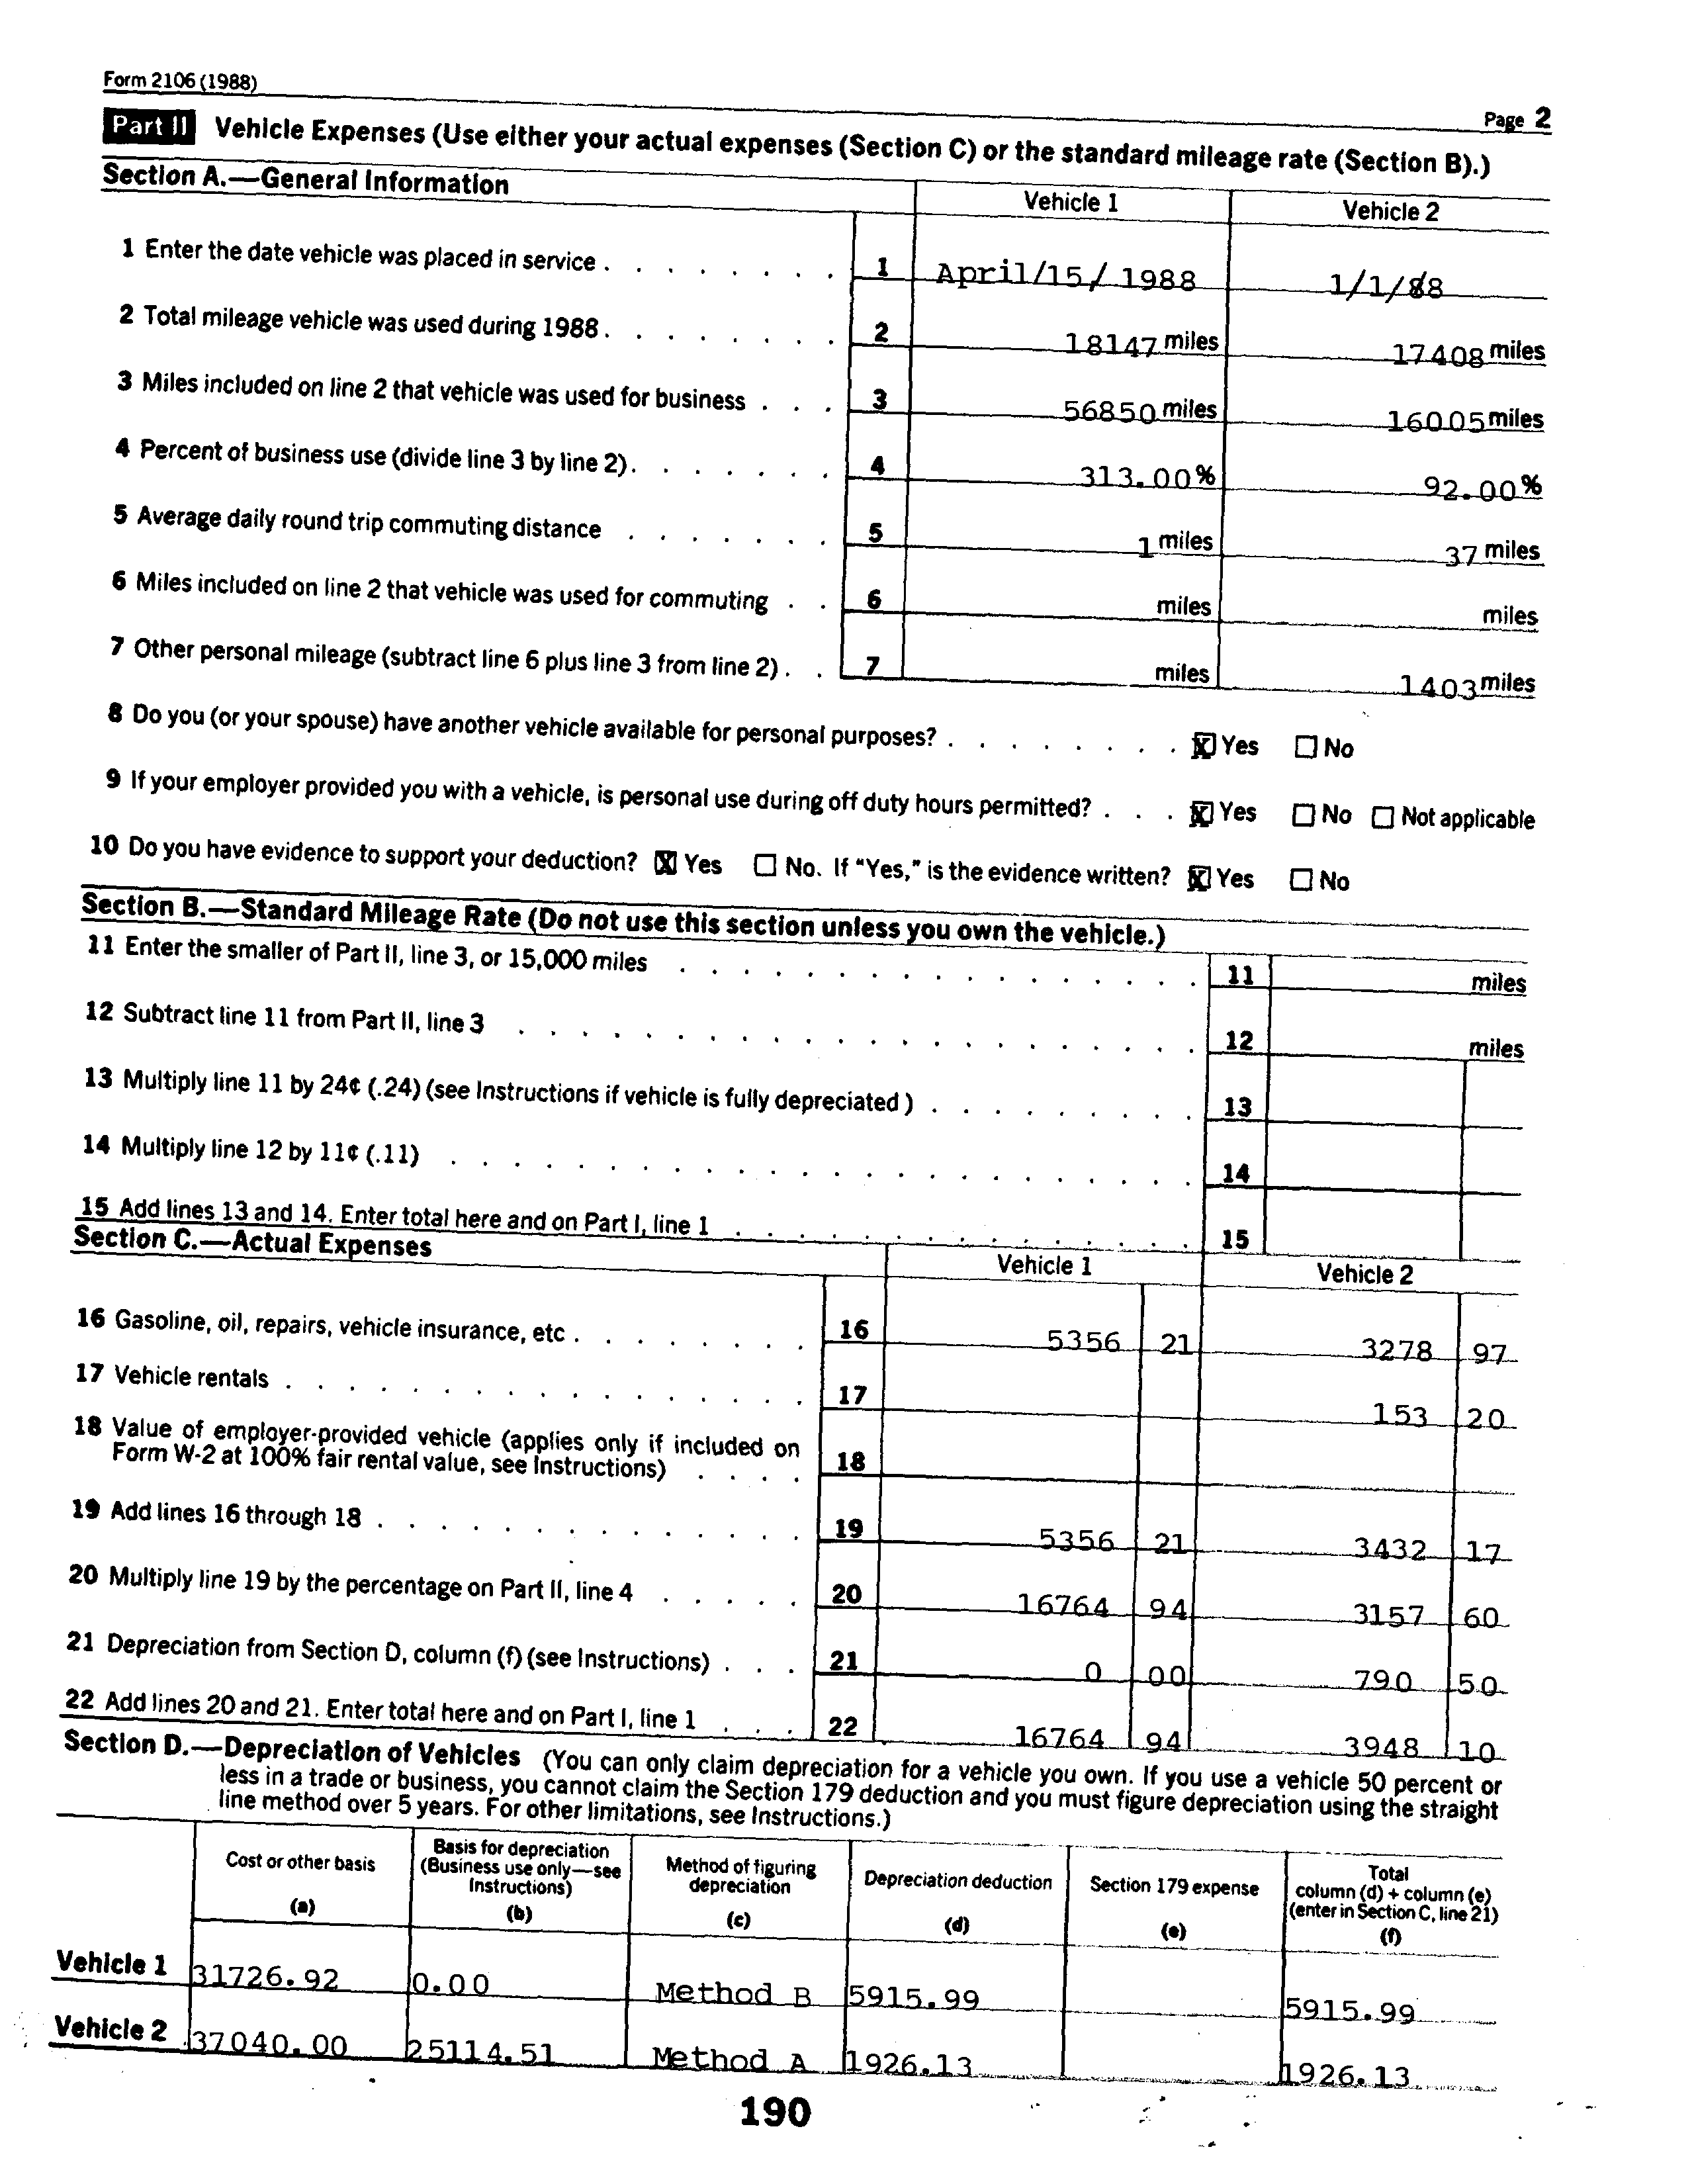 Form 2106 (1988)
Page 2
Part II Vehicle Expenses (Use either your actual expenses (Section C) or the standard mileage rate (Section B).)
Section A.—General Information
Vehicle 1 Vehicle 2
1 Enter the date vehicle was placed in service . . . . . . . . 1 April/15/ 1988 1/1/88
2 Total mileage vehicle was used during 1988 . . . . . . . . 2 18147 miles 17408 miles
3 Miles included on line 2 that vehicle was used for business . . . 3 56850 miles 16005 miles
4 Percent of business use (divide line 3 by line 2) . . . . . . . 4 313.00% 92.00%
5 Average daily round trip commuting distance . . . . . . . 5 1 miles 37 miles
6 Miles included on line 2 that vehicle was used for commuting . . 6 miles miles
7 Other personal mileage (subtract line 6 plus line 3 from line 2) . . 7 miles 1403 miles
8 Do you (or your spouse) have another vehicle available for personal purposes? . . . . . . . . ☒ Yes ☐ No
9 If your employer provided you with a vehicle, is personal use during off duty hours permitted? . . . ☒ Yes ☐ No ☐ Not applicable
10 Do you have evidence to support your deduction? ☒ Yes ☐ No. If “Yes,” is the evidence written? ☒ Yes ☐ No
Section B.—Standard Mileage Rate (Do not use this section unless you own the vehicle.)
11 Enter the smaller of Part II, line 3, or 15,000 miles . . . . . . . . . . . . . . . . . 11 miles
12 Subtract line 11 from Part II, line 3 . . . . . . . . . . . . . . . . . . . . . . 12 miles
13 Multiply line 11 by 24¢ (.24) (see Instructions if vehicle is fully depreciated ) . . . . . . . . . 13
14 Multiply line 12 by 11¢ (.11) . . . . . . . . . . . . . . . . . . . . . . . . 14
15 Add lines 13 and 14. Enter total here and on Part I, line 1 . . . . . . . . . . . . . . . 15
Section C.—Actual Expenses
Vehicle 1 Vehicle 2
16 Gasoline, oil, repairs, vehicle insurance, etc . . . . . . . . 16 5356 21 3278 97
17 Vehicle rentals . . . . . . . . . . . . . . . . . 17 153 20
18 Value of employer-provided vehicle (applies only if included on
Form W-2 at 100% fair rental value, see Instructions) . . . . 18
19 Add lines 16 through 18 . . . . . . . . . . . . . . 19 5356 21 3432 17
20 Multiply line 19 by the percentage on Part II, line 4 . . . . . 20 16764 94 3157 60
21 Depreciation from Section D, column (f) (see Instructions) . . . 21 0 00 790 50
22 Add lines 20 and 21. Enter total here and on Part I, line 1 . . . 22 16764 94 3948 10
Section D.—Depreciation of Vehicles (You can only claim depreciation for a vehicle you own. If you use a vehicle 50 percent or
less in a trade or business, you cannot claim the Section 179 deduction and you must figure depreciation using the straight
line method over 5 years. For other limitations, see Instructions.)
Cost or other basis
(a)
Basis for depreciation
(Business use only—see
Instructions)
(b)
Method of figuring
depreciation
(c)
Depreciation deduction
(d)
Section 179 expense
(e)
Total
column (d) + column (e)
(enter in Section C, line 21)
(f)
Vehicle 1 31726.92 0.00 Method B 5915.99 5915.99
Vehicle 2 37040.00 25114.51 Method A 1926.13 1926.13
190